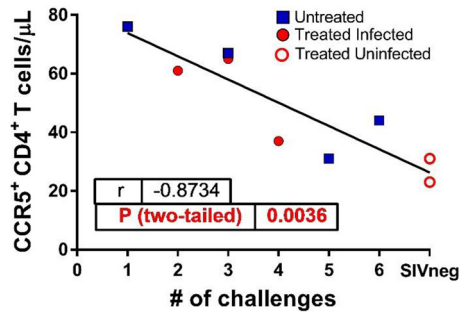 80
60
40
20
0
CCR5⁺ CD4⁺ T cells/µL
Untreated
Treated Infected
Treated Uninfected
r -0.8734
P (two-tailed) 0.0036
0 1 2 3 4 5 6 SIVneg
# of challenges